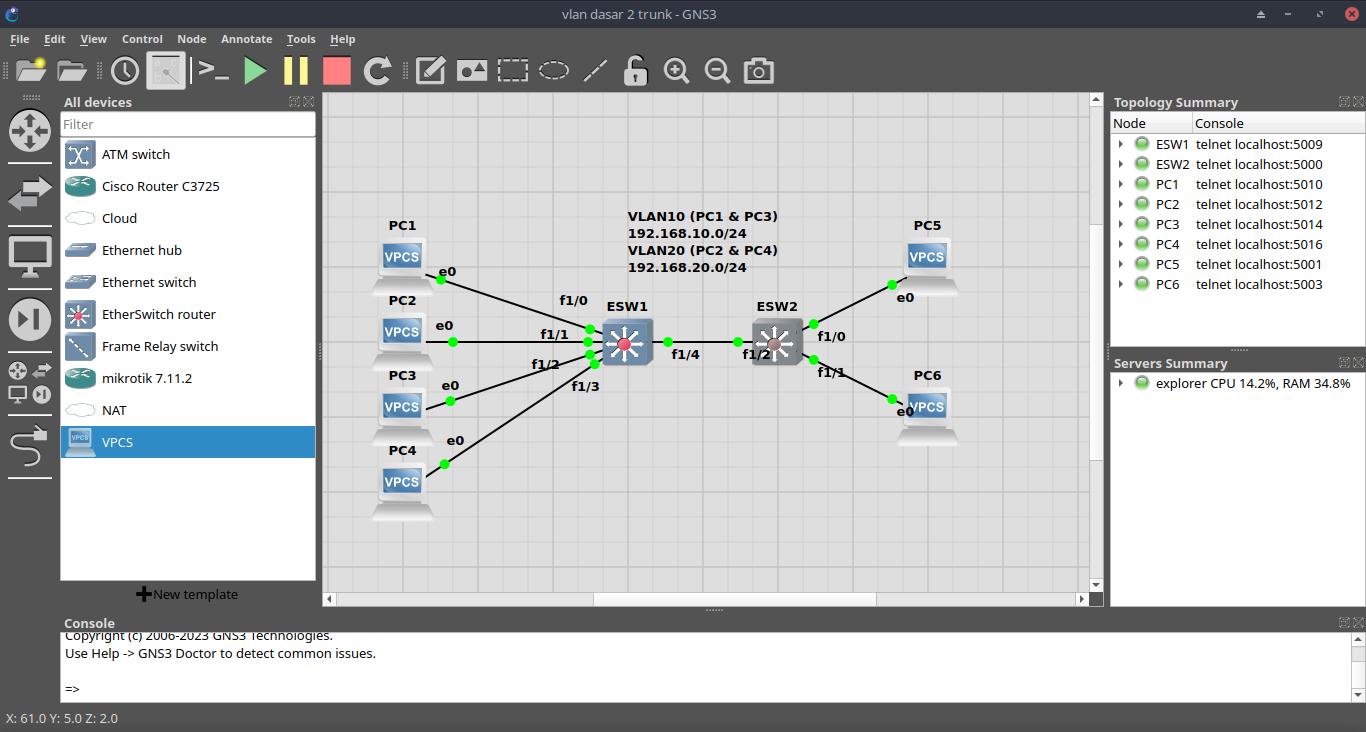 vlan dasar 2 trunk - GNS3
File Edit View Control Node Annotate Tools Help
All devices
Filter
ATM switch
Cisco Router C3725
Cloud
Ethernet hub
Ethernet switch
EtherSwitch router
Frame Relay switch
mikrotik 7.11.2
NAT
VPCS
VPCS
New template
VLAN10 (PC1 & PC3)
192.168.10.0/24
VLAN20 (PC2 & PC4)
192.168.20.0/24
PC1
VPCS
e0
PC2
VPCS
e0
PC3
VPCS
e0
PC4
VPCS
e0
f1/0
f1/1
f1/2
f1/3
ESW1
f1/4
ESW2
f1/2
f1/0
f1/1
PC5
VPCS
e0
PC6
VPCS
e0
Topology Summary
Node Console
ESW1 telnet localhost:5009
ESW2 telnet localhost:5000
PC1 telnet localhost:5010
PC2 telnet localhost:5012
PC3 telnet localhost:5014
PC4 telnet localhost:5016
PC5 telnet localhost:5001
PC6 telnet localhost:5003
Servers Summary
explorer CPU 14.2%, RAM 34.8%
Console
Copyright (c) 2006-2023 GNS3 Technologies.
Use Help -> GNS3 Doctor to detect common issues.
=>
X: 61.0 Y: 5.0 Z: 2.0